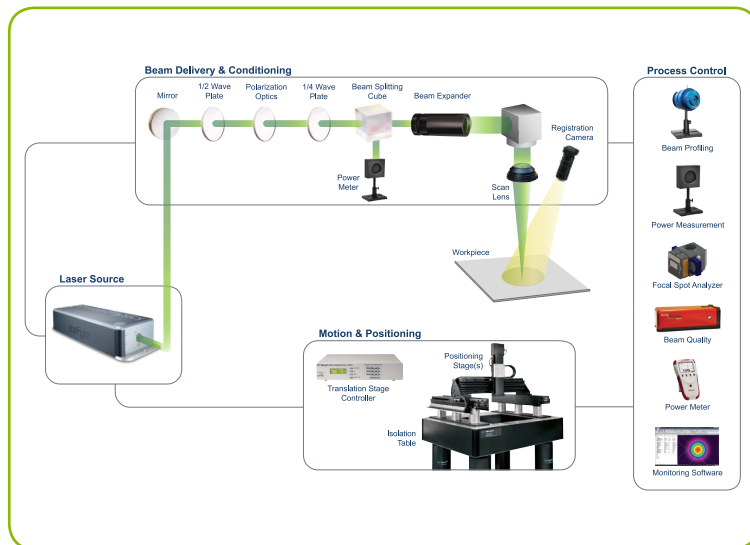 Beam Delivery & Conditioning
Process Control
Mirror
1/2 Wave
Plate
Polarization
Optics
1/4 Wave
Plate
Beam Splitting
Cube
Beam Expander
Registration
Camera
Power
Meter
Scan
Lens
Workpiece
Beam Profiling
Power Measurement
Focal Spot Analyzer
Beam Quality
Power Meter
Monitoring Software
Laser Source
Motion & Positioning
Translation Stage
Controller
Positioning
Stage(s)
Isolation
Table